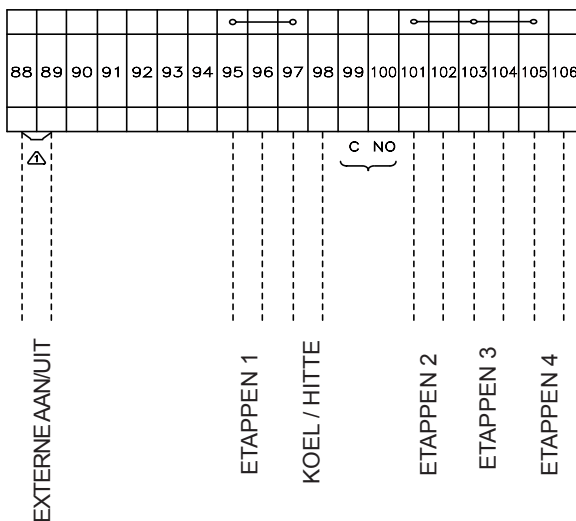 88 89 90 91 92 93 94 95 96 97 98 99 100 101 102 103 104 105 106
1
C NO
EXTERNE AAN/UIT
ETAPPEN 1
KOEL / HITTE
ETAPPEN 2
ETAPPEN 3
ETAPPEN 4